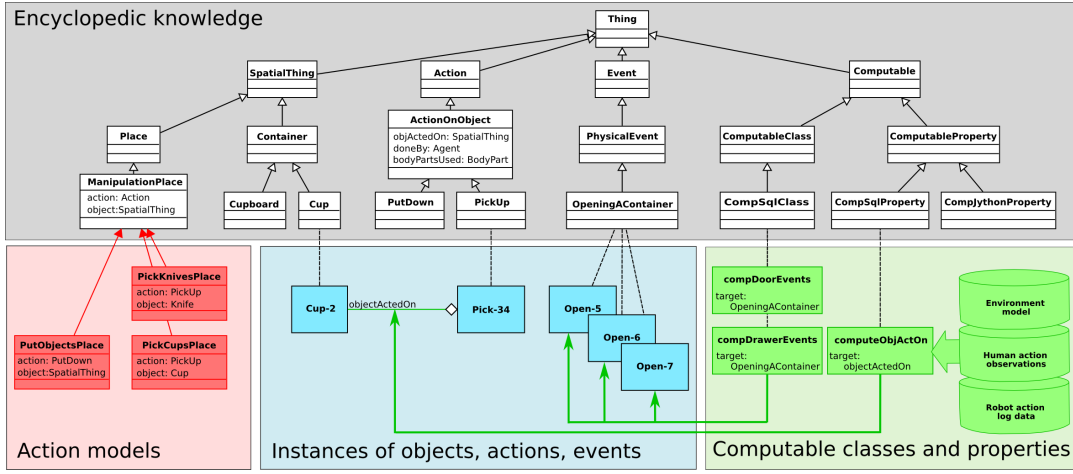 Encyclopedic knowledge
Thing
SpatialThing
Action
Event
Computable
Place
Container
ActionOnObject
objActedOn: SpatialThing
doneBy: Agent
bodyPartsUsed: BodyPart
PhysicalEvent
ComputableClass
ComputableProperty
ManipulationPlace
action: Action
object:SpatialThing
Cupboard
Cup
PutDown
PickUp
OpeningAContainer
CompSqlClass
CompSqlProperty
CompJythonProperty
PickKnivesPlace
action: PickUp
object: Knife
PutObjectsPlace
action: PutDown
object:SpatialThing
PickCupsPlace
action: PickUp
object: Cup
Action models
Cup-2
objectActedOn
Pick-34
Open-5
Open-6
Open-7
Instances of objects, actions, events
compDoorEvents
target:
OpeningAContainer
compDrawerEvents
target:
OpeningAContainer
computeObjActOn
target:
objectActedOn
Environment
model
Human action
observations
Robot action
log data
Computable classes and properties